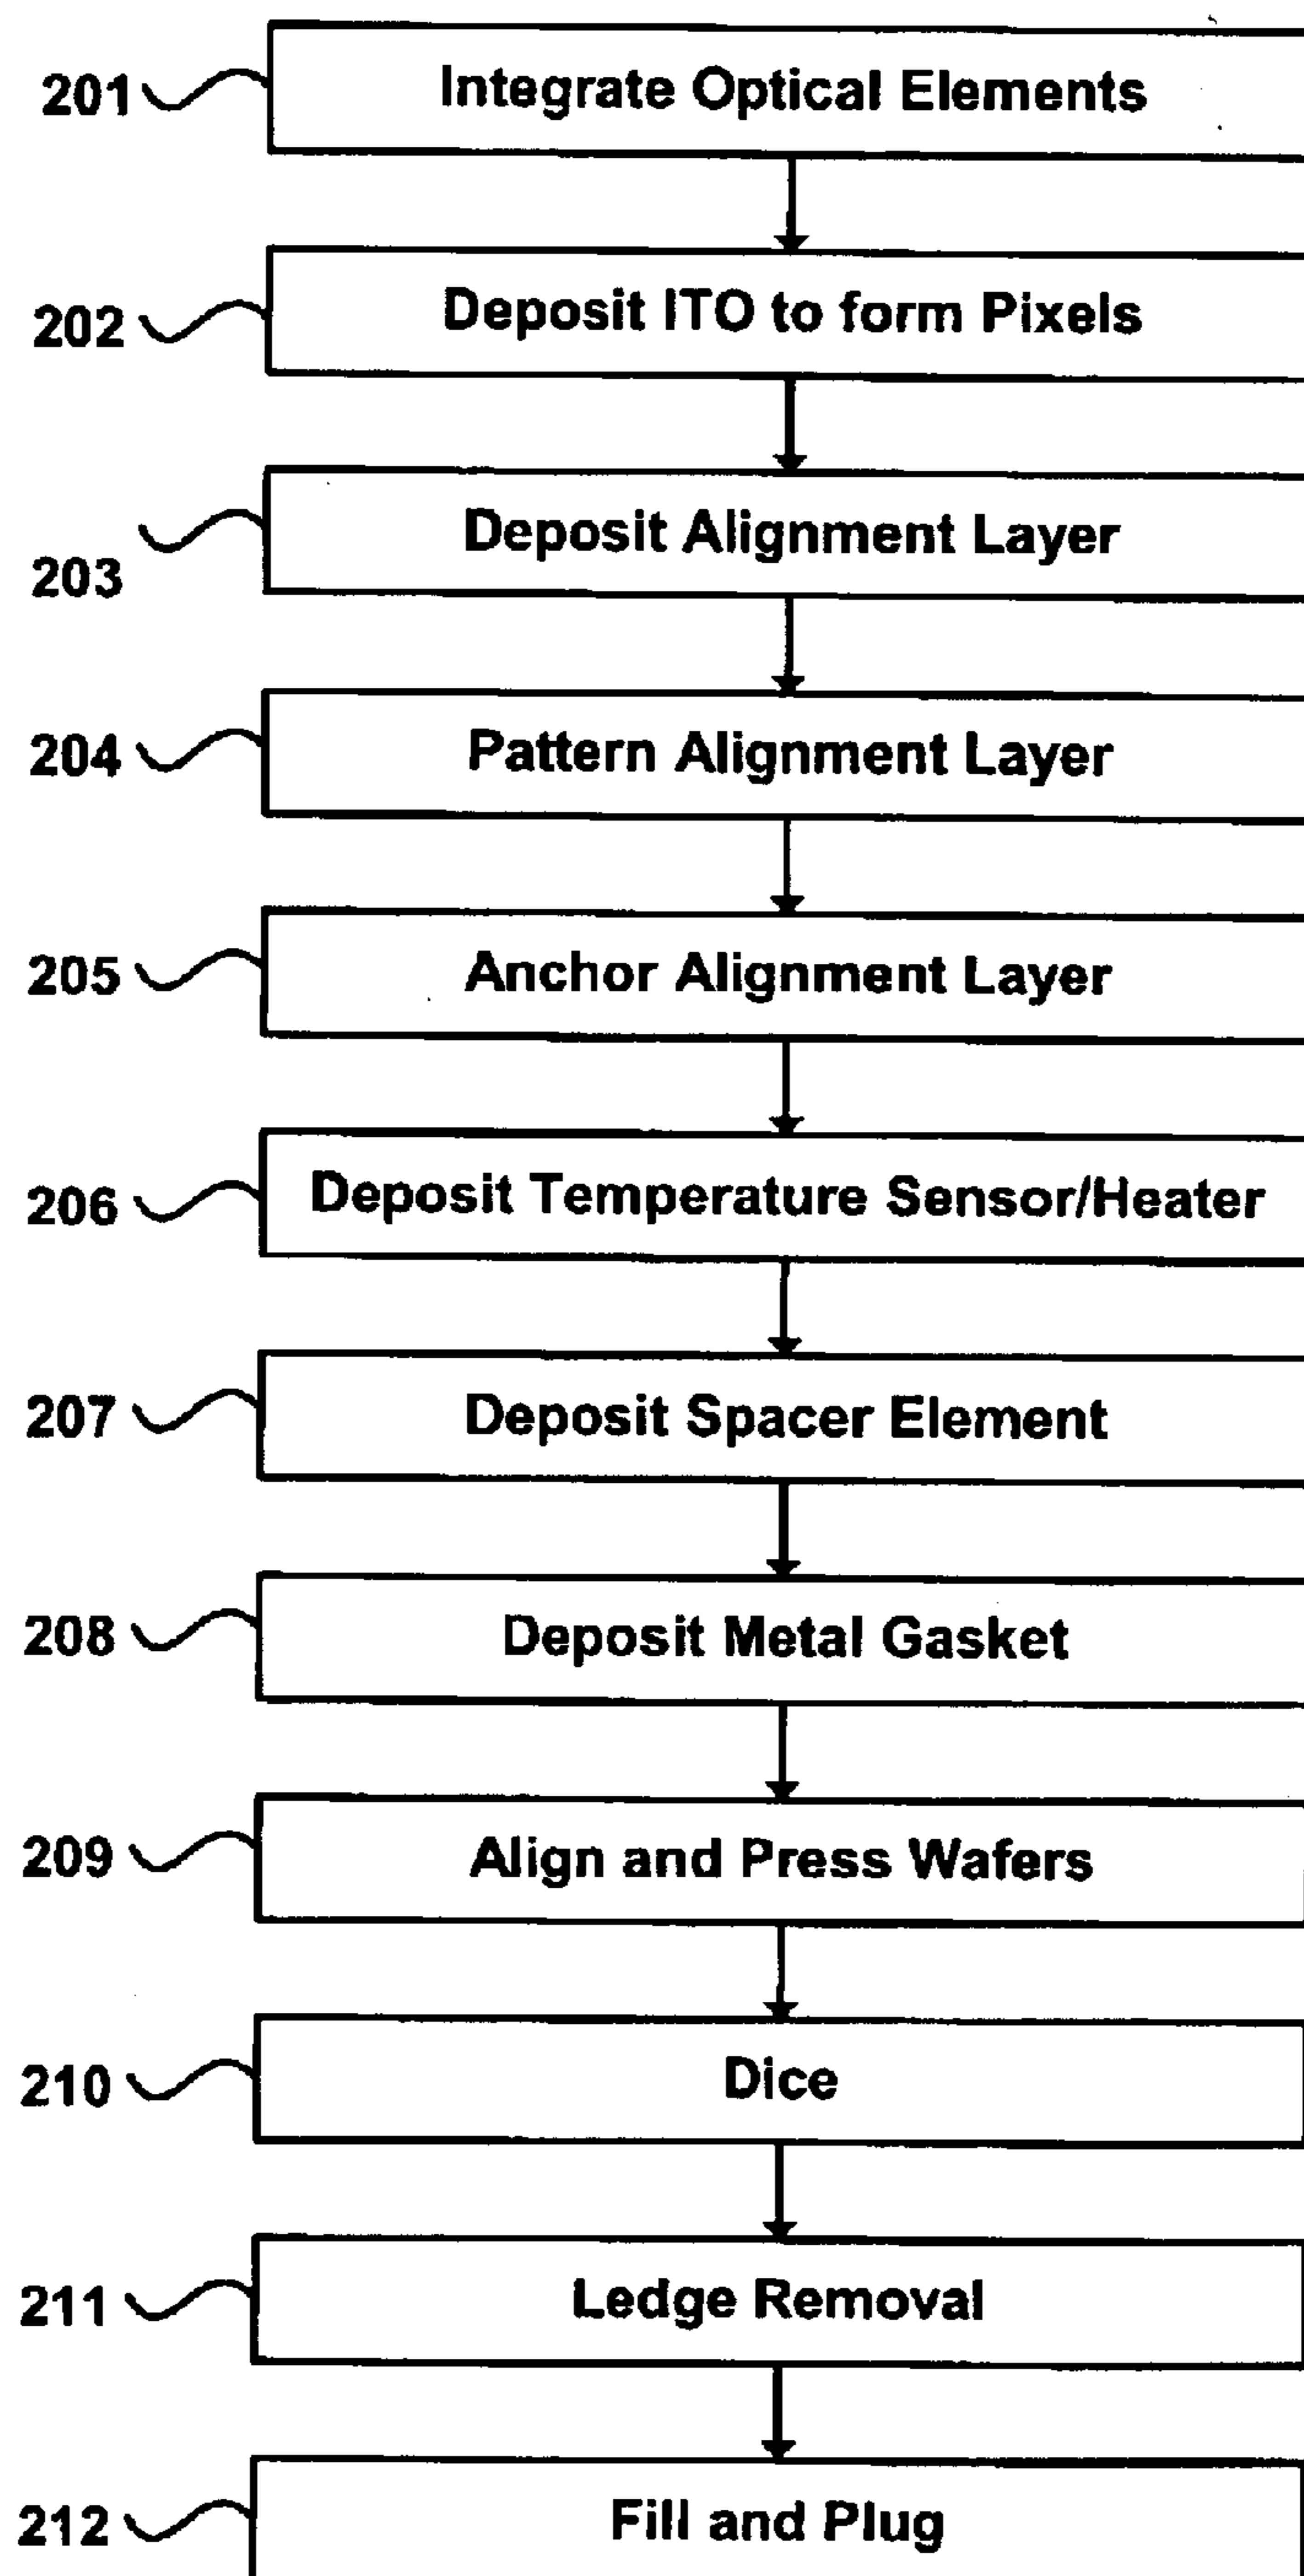 201 Integrate Optical Elements
202 Deposit ITO to form Pixels
203 Deposit Alignment Layer
204 Pattern Alignment Layer
205 Anchor Alignment Layer
206 Deposit Temperature Sensor/Heater
207 Deposit Spacer Element
208 Deposit Metal Gasket
209 Align and Press Wafers
210 Dice
211 Ledge Removal
212 Fill and Plug